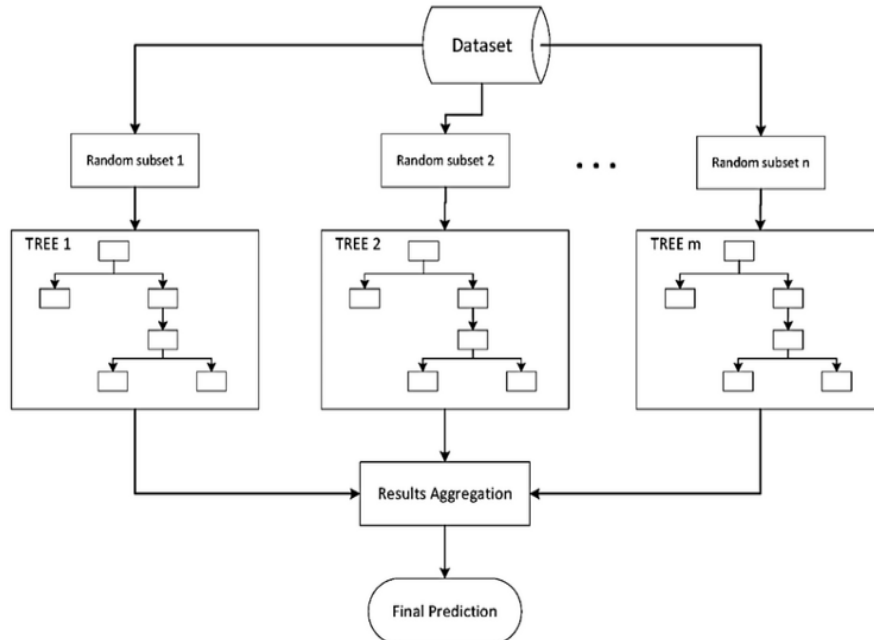 Dataset
Random subset 1
Random subset 2
. . .
Random subset n
TREE 1
TREE 2
TREE m
Results Aggregation
Final Prediction